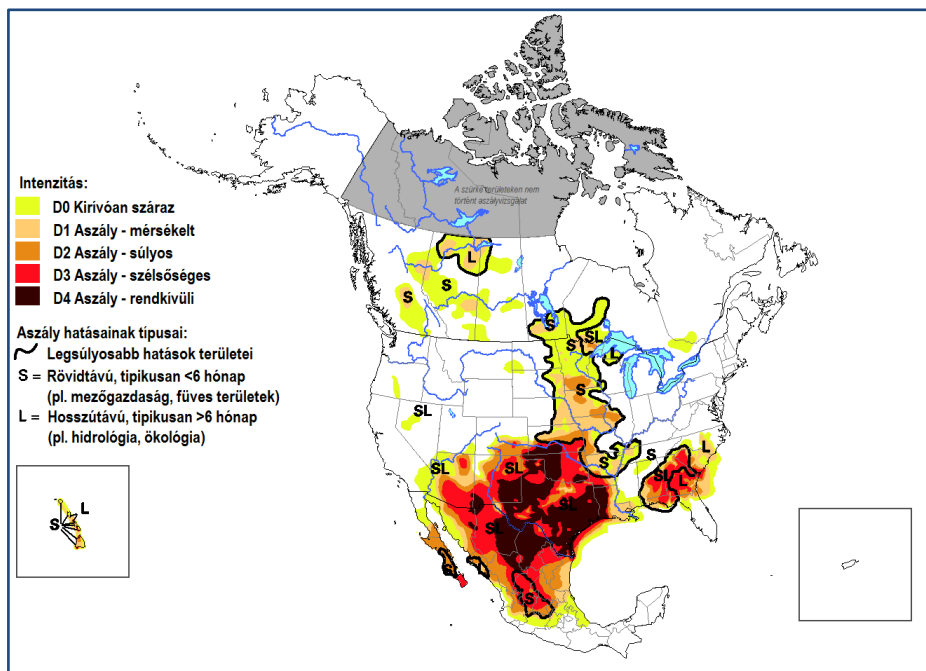 A szürke területeken nem
történt aszályvizsgálat
Intenzitás:
D0 Kirívóan száraz
D1 Aszály - mérsékelt
D2 Aszály - súlyos
D3 Aszály - szélsőséges
D4 Aszály - rendkívüli
Aszály hatásainak típusai:
Legsúlyosabb hatások területei
S = Rövidtávú, tipikusan <6 hónap
(pl. mezőgazdaság, füves területek)
L = Hosszútávú, tipikusan >6 hónap
(pl. hidrológia, ökológia)
L
S
S
S
S
SL
L
S
SL
S
S
L
SL
SL
SL
L
SL
SL
SL
L
S
L
S